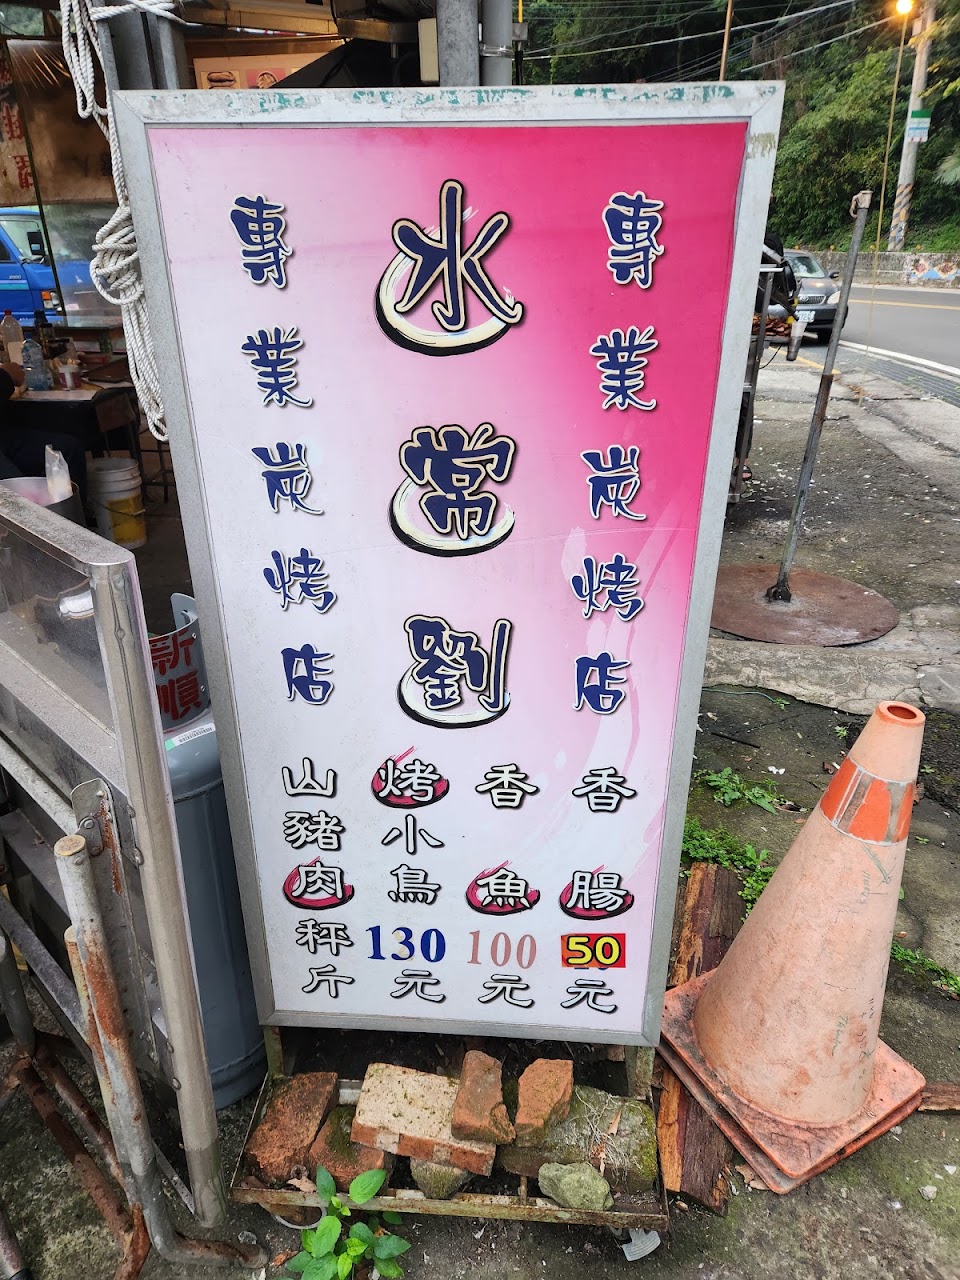 專業炭烤店
水常劉
專業炭烤店
香腸
50元
香魚
100元
烤小鳥
130元
山豬肉
秤斤
新順